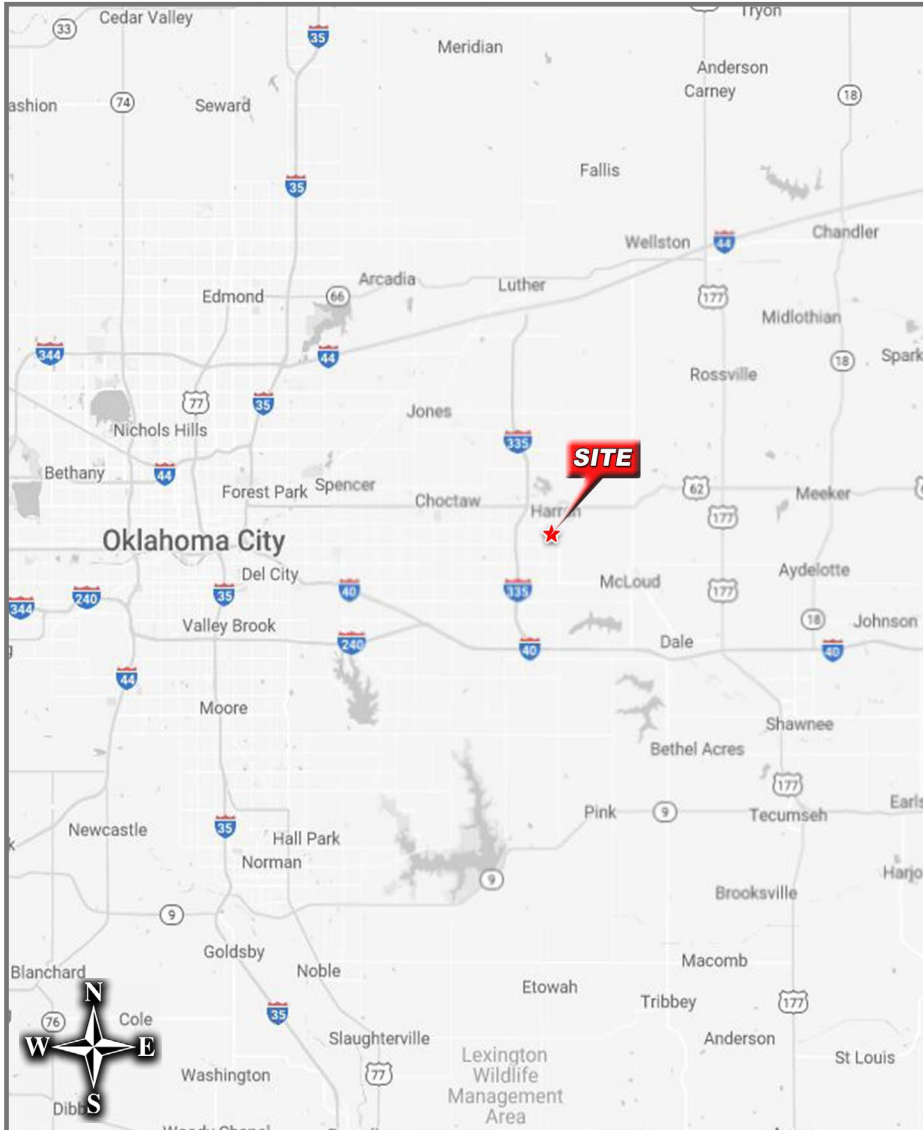 Cedar Valley
Tryon
33
35
Meridian
Anderson
Carney
ashion
74
Seward
18
35
Fallis
Wellston
44
Chandler
Arcadia
Luther
Edmond
66
177
Midlothian
344
44
18
Spark
Rossville
77
35
Jones
Nichols Hills
335
SITE
Bethany
44
Forest Park
Spencer
Choctaw
62
Meeker
Harrah
177
Oklahoma City
Del City
40
335
McLoud
177
Aydelotte
344
240
35
Valley Brook
240
18
Johnson
Dale
40
40
44
Moore
Shawnee
Bethel Acres
177
Pink
9
Tecumseh
Earls
Newcastle
35
Hall Park
Norman
9
Harjo
Brooksville
9
Goldsby
Noble
Macomb
Blanchard
N
Etowah
Tribbey
177
76
Cole
35
W
E
Slaughterville
Anderson
St Louis
Lexington
Wildlife
Management
Area
Washington
77
S
Dibb